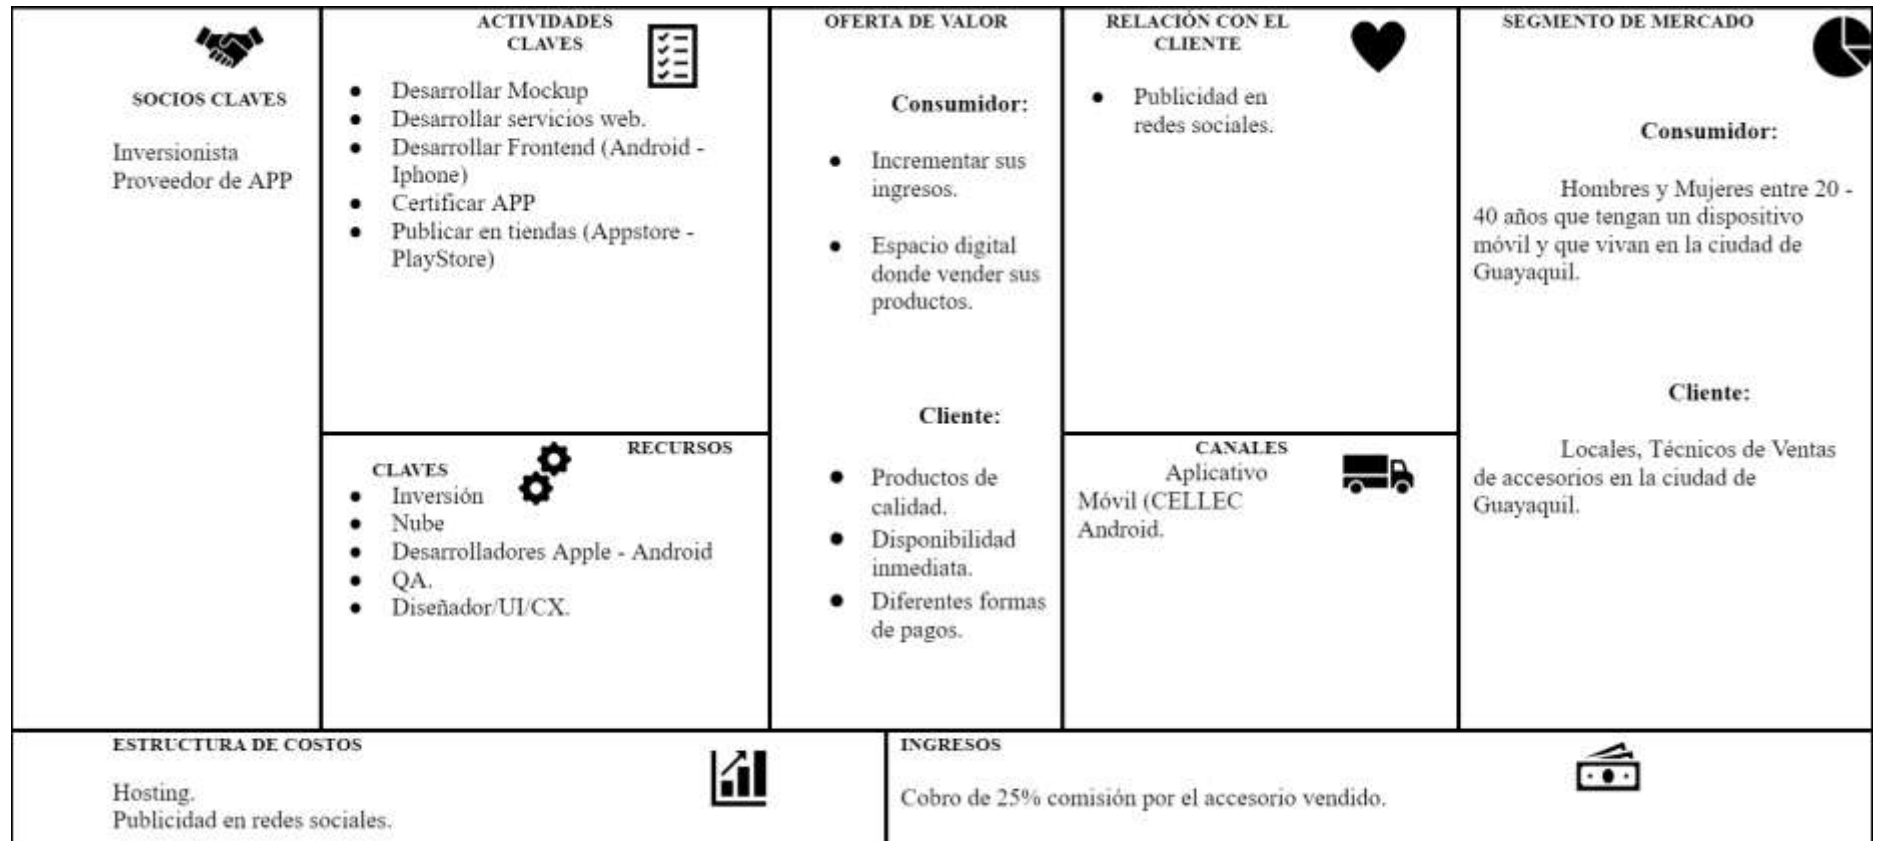 SOCIOS CLAVES
Inversionista
Proveedor de APP
ACTIVIDADES
CLAVES
● Desarrollar Mockup
● Desarrollar servicios web.
● Desarrollar Frontend (Android -
Iphone)
● Certificar APP
● Publicar en tiendas (Appstore -
PlayStore)
RECURSOS
CLAVES
● Inversión
● Nube
● Desarrolladores Apple - Android
● QA.
● Diseñador/UI/CX.
OFERTA DE VALOR
Consumidor:
● Incrementar sus
ingresos.
● Espacio digital
donde vender sus
productos.
Cliente:
● Productos de
calidad.
● Disponibilidad
inmediata.
● Diferentes formas
de pagos.
RELACIÓN CON EL
CLIENTE
● Publicidad en
redes sociales.
CANALES
Aplicativo
Móvil (CELLEC
Android.
SEGMENTO DE MERCADO
Consumidor:
Hombres y Mujeres entre 20 -
40 años que tengan un dispositivo
móvil y que vivan en la ciudad de
Guayaquil.
Cliente:
Locales, Técnicos de Ventas
de accesorios en la ciudad de
Guayaquil.
ESTRUCTURA DE COSTOS
Hosting.
Publicidad en redes sociales.
INGRESOS
Cobro de 25% comisión por el accesorio vendido.